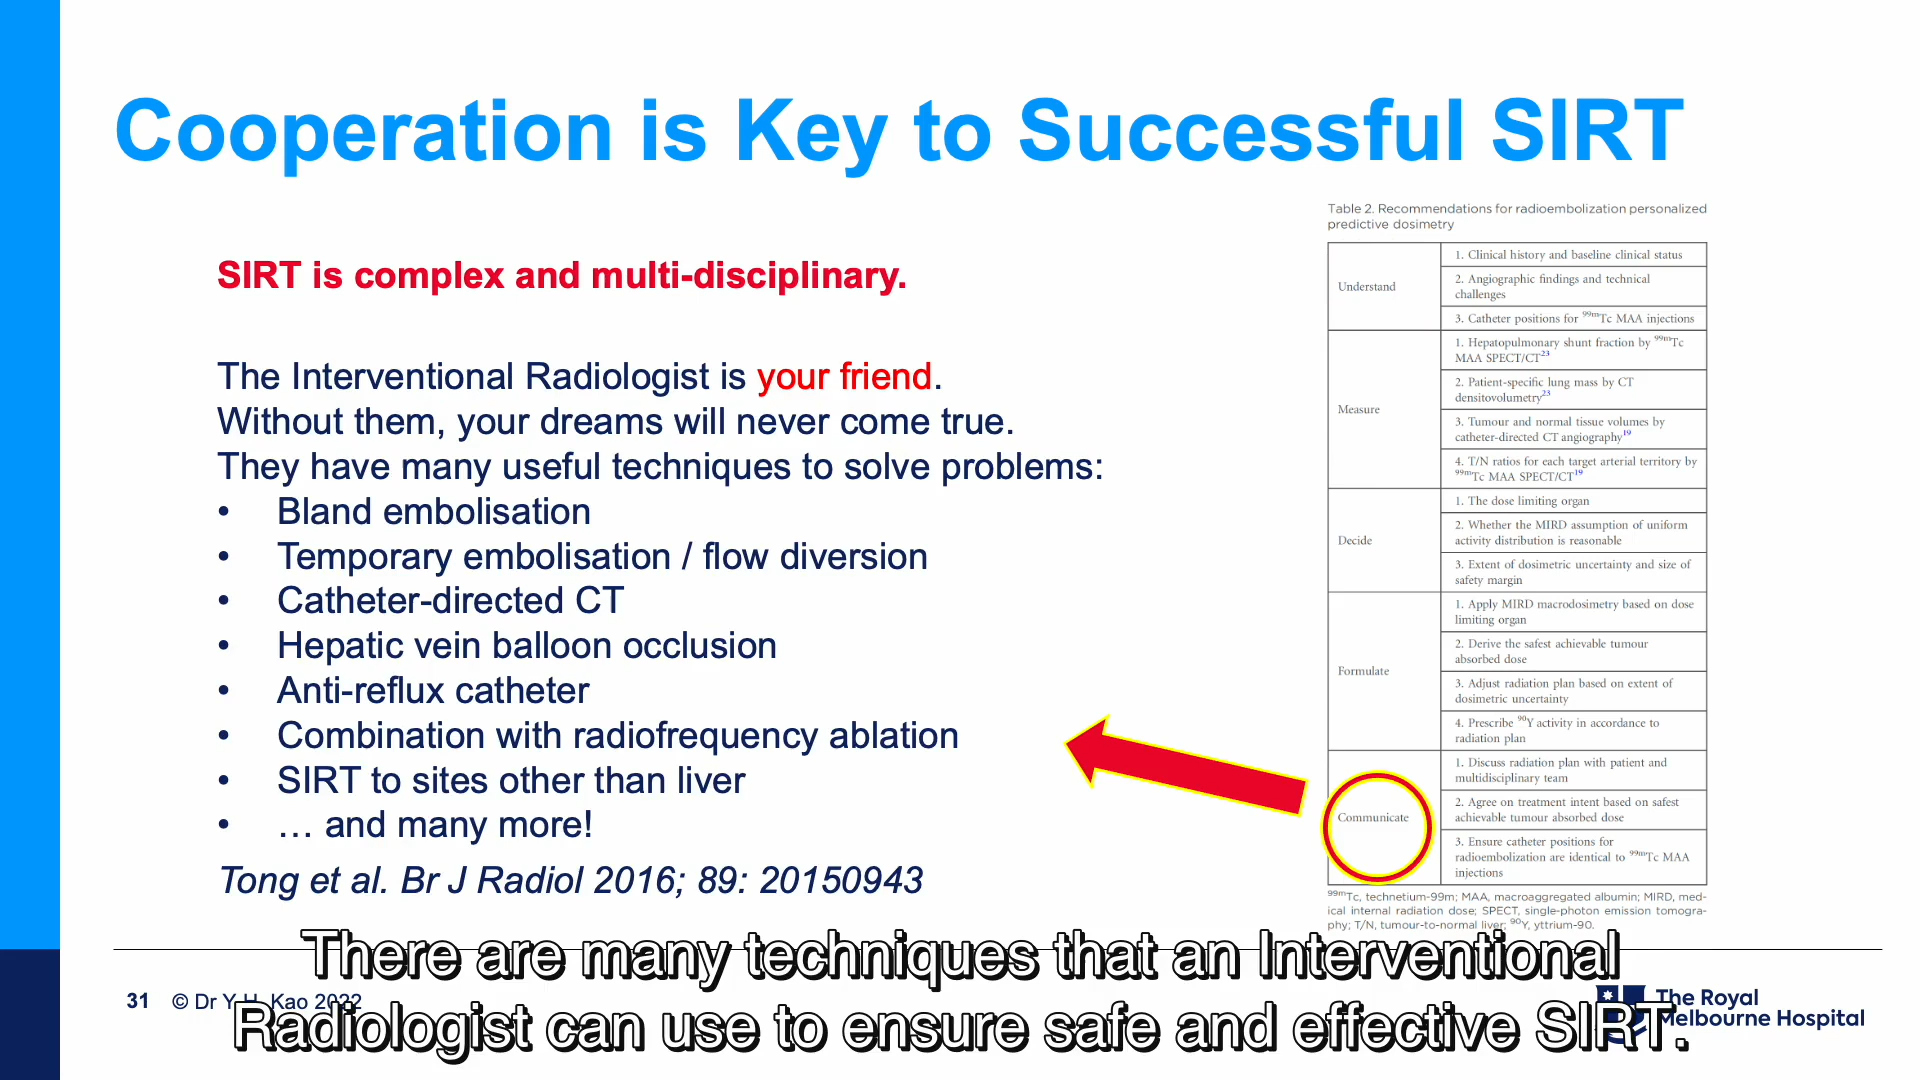 Cooperation is Key to Successful SIRT
SIRT is complex and multi-disciplinary.
The Interventional Radiologist is your friend.
Without them, your dreams will never come true.
They have many useful techniques to solve problems:
• Bland embolisation
• Temporary embolisation / flow diversion
• Catheter-directed CT
• Hepatic vein balloon occlusion
• Anti-reflux catheter
• Combination with radiofrequency ablation
• SIRT to sites other than liver
• … and many more!
Tong et al. Br J Radiol 2016; 89: 20150943
Table 2. Recommendations for radioembolization personalized
predictive dosimetry
Understand
1. Clinical history and baseline clinical status
2. Angiographic findings and technical
challenges
3. Catheter positions for 99mTc MAA injections
Measure
1. Hepatopulmonary shunt fraction by 99mTc
MAA SPECT/CT23
2. Patient-specific lung mass by CT
densitovolumetry23
3. Tumour and normal tissue volumes by
catheter-directed CT angiography19
4. T/N ratios for each target arterial territory by
99mTc MAA SPECT/CT19
Decide
1. The dose limiting organ
2. Whether the MIRD assumption of uniform
activity distribution is reasonable
3. Extent of dosimetric uncertainty and size of
safety margin
Formulate
1. Apply MIRD macrodosimetry based on dose
limiting organ
2. Derive the safest achievable tumour
absorbed dose
3. Adjust radiation plan based on extent of
dosimetric uncertainty
4. Prescribe 90Y activity in accordance to
radiation plan
Communicate
1. Discuss radiation plan with patient and
multidisciplinary team
2. Agree on treatment intent based on safest
achievable tumour absorbed dose
3. Ensure catheter positions for
radioembolization are identical to 99mTc MAA
injections
99mTc, technetium-99m; MAA, macroaggregated albumin; MIRD, med-
ical internal radiation dose; SPECT, single-photon emission tomogra-
phy; T/N, tumour-to-normal liver; 90Y, yttrium-90.
There are many techniques that an Interventional
Radiologist can use to ensure safe and effective SIRT.
31 © Dr Y H Kao 2022
The Royal
Melbourne Hospital